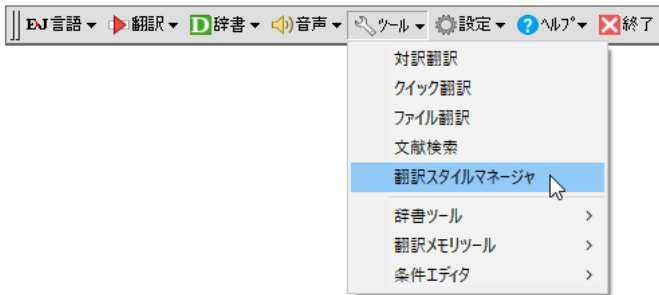 EJ言語 翻訳 D辞書 音声 ツール 設定 ? ヘルプ 終了
対訳翻訳
クイック翻訳
ファイル翻訳
文献検索
翻訳スタイルマネージャ
辞書ツール
翻訳メモリツール
条件エディタ